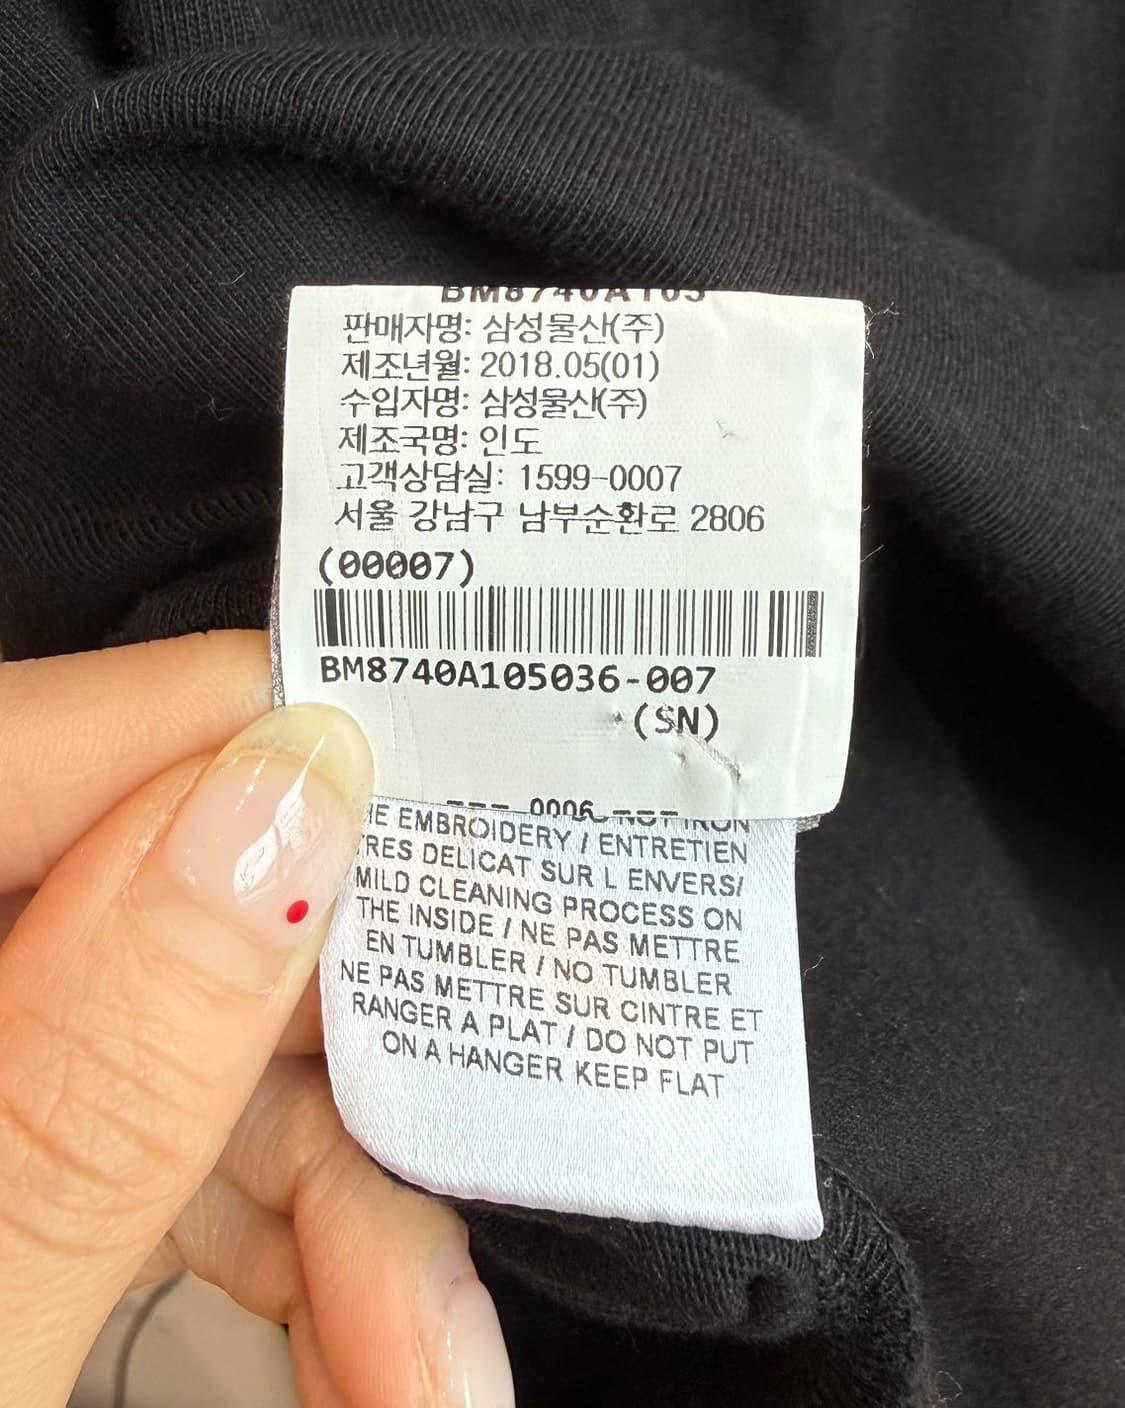 BM8740A105
판매자명: 삼성물산(주)
제조년월: 2018.05(01)
수입자명: 삼성물산(주)
제조국명: 인도
고객상담실: 1599-0007
서울 강남구 남부순환로 2806
(00007)
BM8740A105036-007
(SN)
--- 0006 ---
NOT IRON
EMBROIDERY / ENTRETIEN
TRES DELICAT SUR L ENVERS/
MILD CLEANING PROCESS ON
THE INSIDE / NE PAS METTRE
EN TUMBLER / NO TUMBLER
NE PAS METTRE SUR CINTRE ET
RANGER A PLAT / DO NOT PUT
ON A HANGER KEEP FLAT